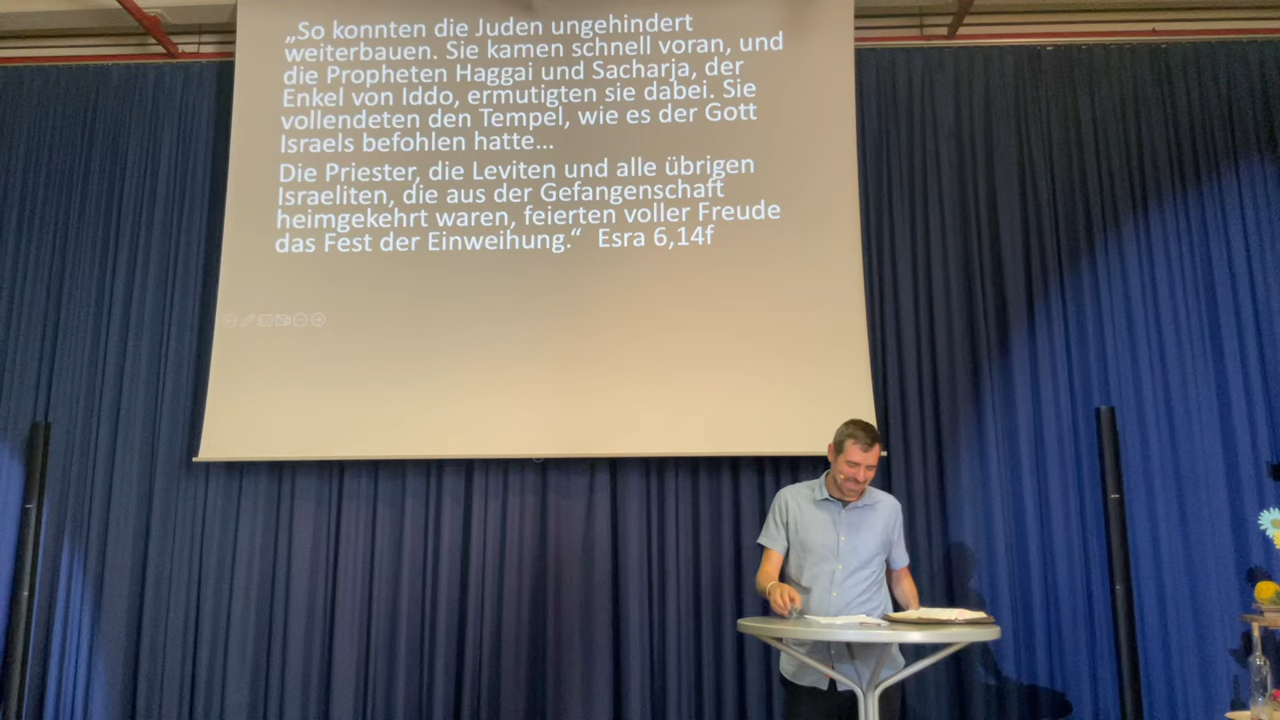 „So konnten die Juden ungehindert
weiterbauen. Sie kamen schnell voran, und
die Propheten Haggai und Sacharja, der
Enkel von Iddo, ermutigten sie dabei. Sie
vollendeten den Tempel, wie es der Gott
Israels befohlen hatte…
Die Priester, die Leviten und alle übrigen
Israeliten, die aus der Gefangenschaft
heimgekehrt waren, feierten voller Freude
das Fest der Einweihung.“ Esra 6,14f